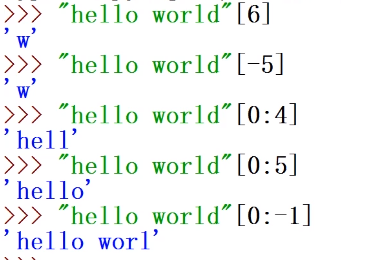 >>> "hello world"[6]
'w'
>>> "hello world"[-5]
'w'
>>> "hello world"[0:4]
'hell'
>>> "hello world"[0:5]
'hello'
>>> "hello world"[0:-1]
'hello worl'
>>>